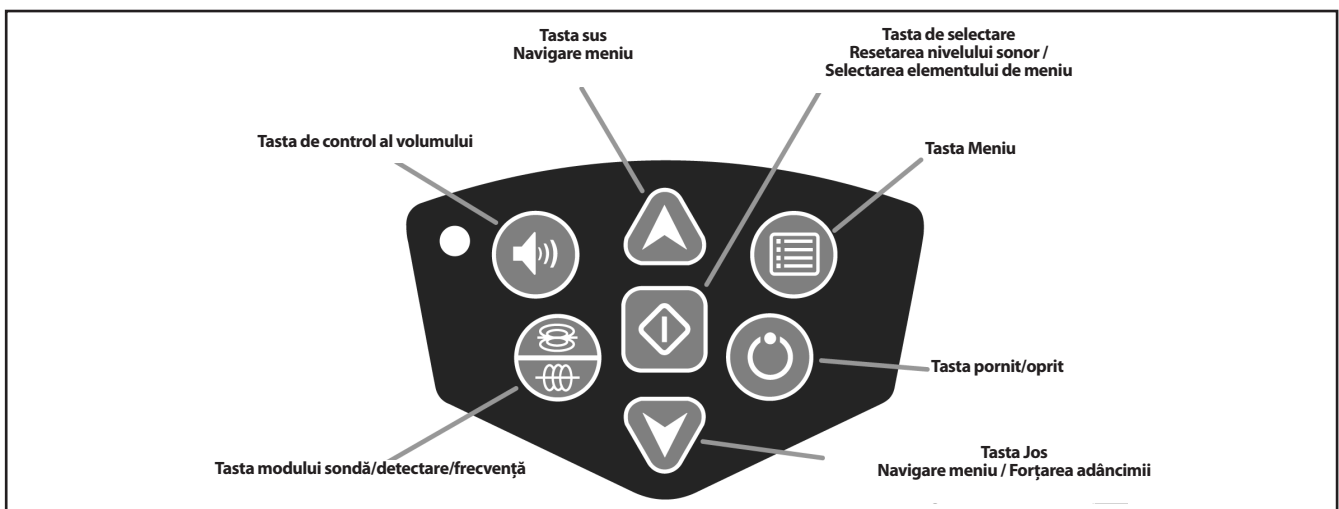 Tasta sus
Navigare meniu
Tasta de selectare
Resetarea nivelului sonor /
Selectarea elementului de meniu
Tasta de control al volumului
Tasta Meniu
Tasta pornit/oprit
Tasta modului sondă/detectare/frecvență
Tasta Jos
Navigare meniu / Forțarea adâncimii